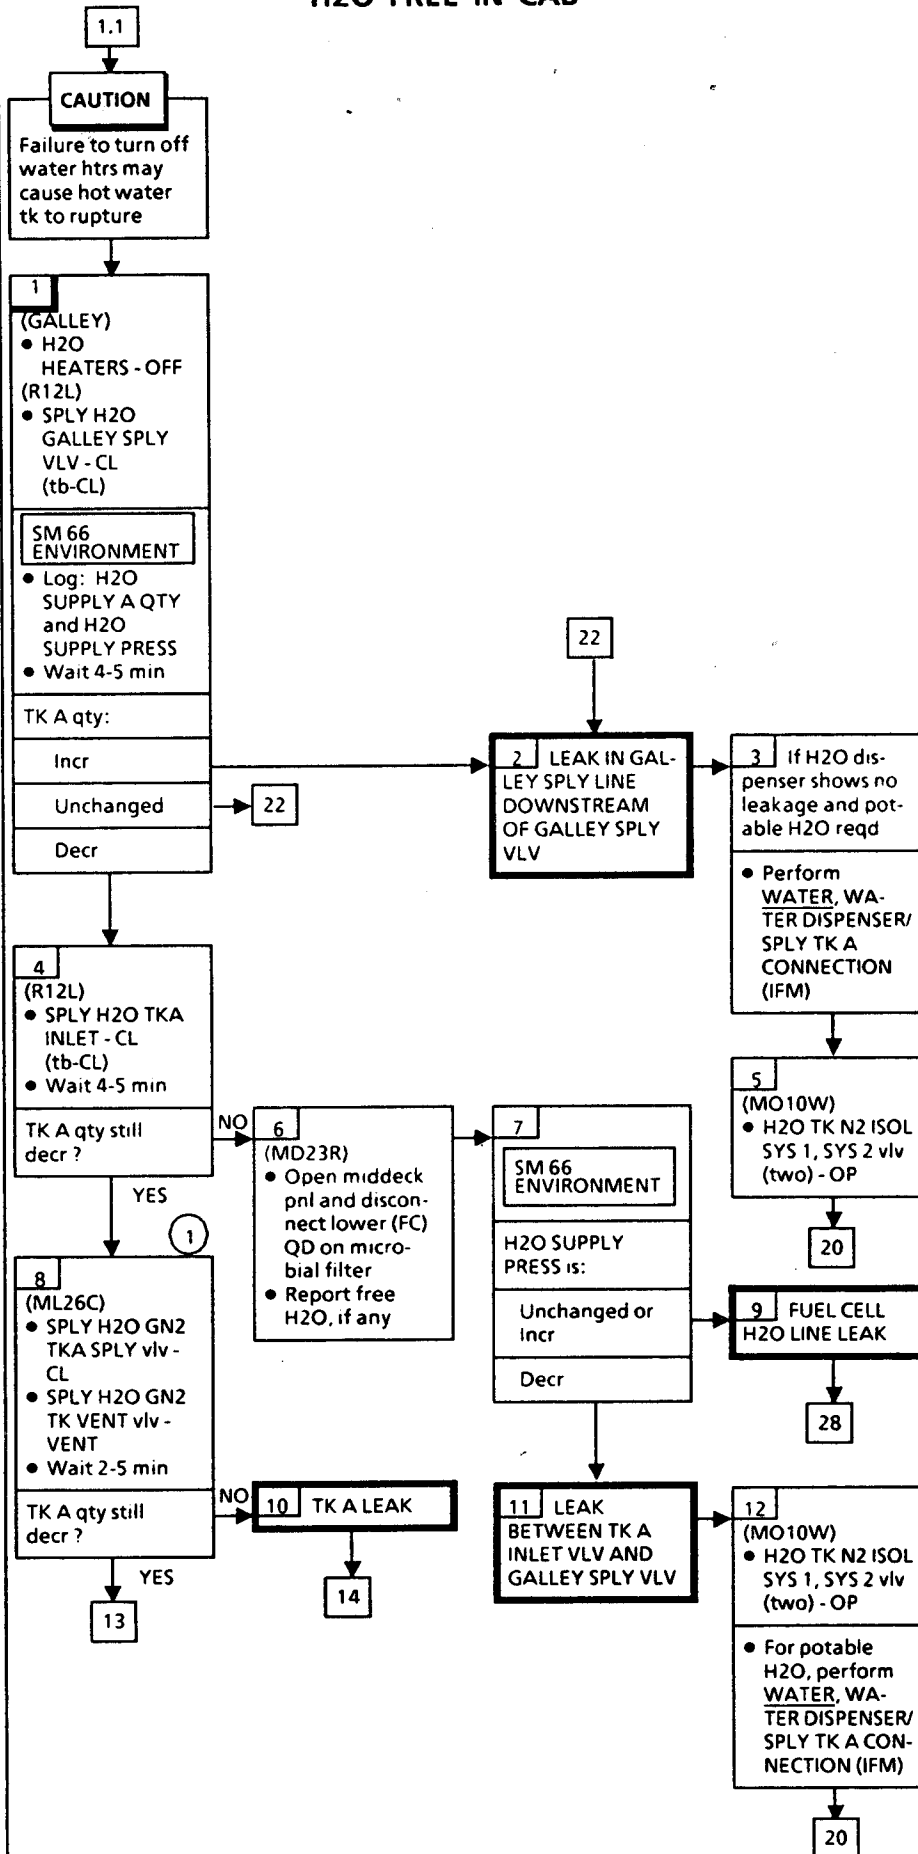 H2O FREE IN CAB
1.1
CAUTION
Failure to turn off
water htrs may
cause hot water
tk to rupture
1
(GALLEY)
• H2O
HEATERS - OFF
(R12L)
• SPLY H2O
GALLEY SPLY
VLV - CL
(tb-CL)
SM 66
ENVIRONMENT
• Log: H2O
SUPPLY A QTY
and H2O
SUPPLY PRESS
• Wait 4-5 min
TK A qty:
Incr
Unchanged
22
Decr
22
2 LEAK IN GAL-
LEY SPLY LINE
DOWNSTREAM
OF GALLEY SPLY
VLV
3 If H2O dis-
penser shows no
leakage and pot-
able H2O reqd
• Perform
WATER, WA-
TER DISPENSER/
SPLY TK A
CONNECTION
(IFM)
4
(R12L)
• SPLY H2O TKA
INLET - CL
(tb-CL)
• Wait 4-5 min
TK A qty still
decr ?
NO
YES
5
(MO10W)
• H2O TK N2 ISOL
SYS 1, SYS 2 vlv
(two) - OP
20
6
(MD23R)
• Open middeck
pnl and discon-
nect lower (FC)
QD on micro-
bial filter
• Report free
H2O, if any
7
SM 66
ENVIRONMENT
H2O SUPPLY
PRESS is:
Unchanged or
Incr
Decr
1
8
(ML26C)
• SPLY H2O GN2
TKA SPLY vlv -
CL
• SPLY H2O GN2
TK VENT vlv -
VENT
• Wait 2-5 min
TK A qty still
decr ?
NO
YES
13
9 FUEL CELL
H2O LINE LEAK
28
10 TK A LEAK
14
11 LEAK
BETWEEN TK A
INLET VLV AND
GALLEY SPLY VLV
12
(MO10W)
• H2O TK N2 ISOL
SYS 1, SYS 2 vlv
(two) - OP
• For potable
H2O, perform
WATER, WA-
TER DISPENSER/
SPLY TK A CON-
NECTION (IFM)
20